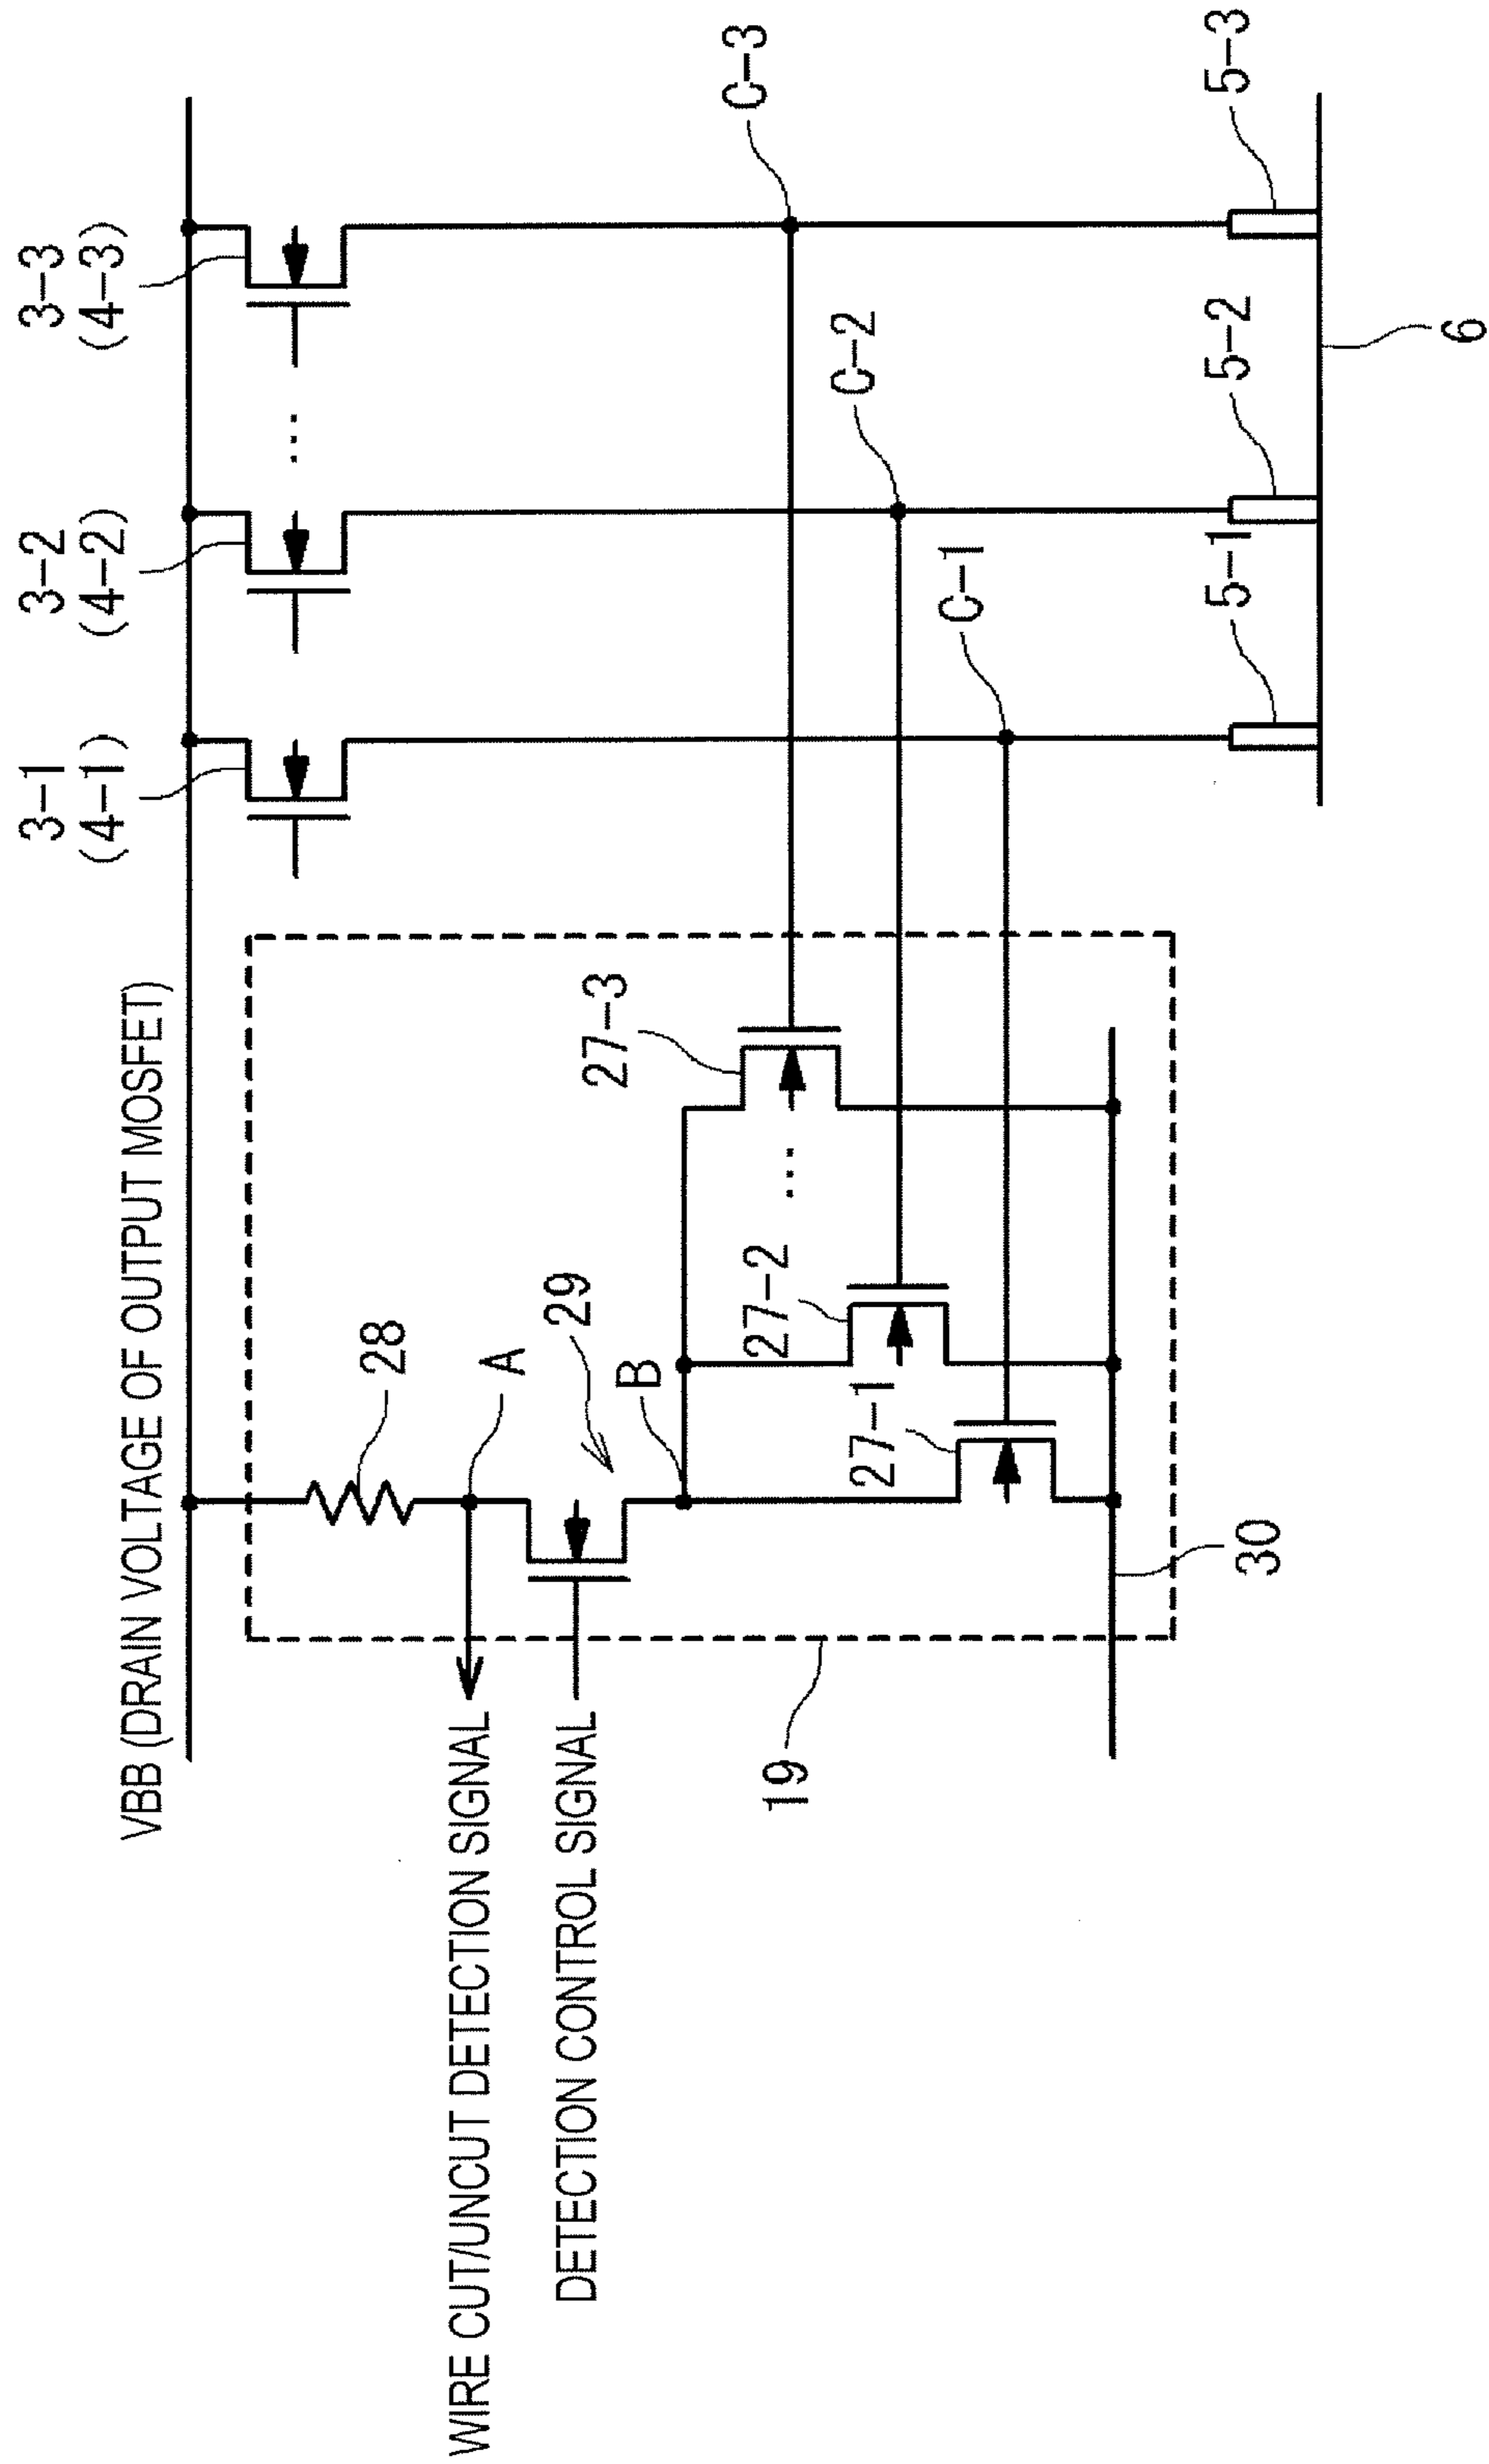 3-1
(4-1)
3-2
(4-2)
3-3
(4-3)
VBB (DRAIN VOLTAGE OF OUTPUT MOSFET)
28
A
WIRE CUT/UNCUT DETECTION SIGNAL
29
DETECTION CONTROL SIGNAL
B
27-3
C-3
...
...
27-2
C-2
27-1
C-1
19
30
5-1
5-2
5-3
6